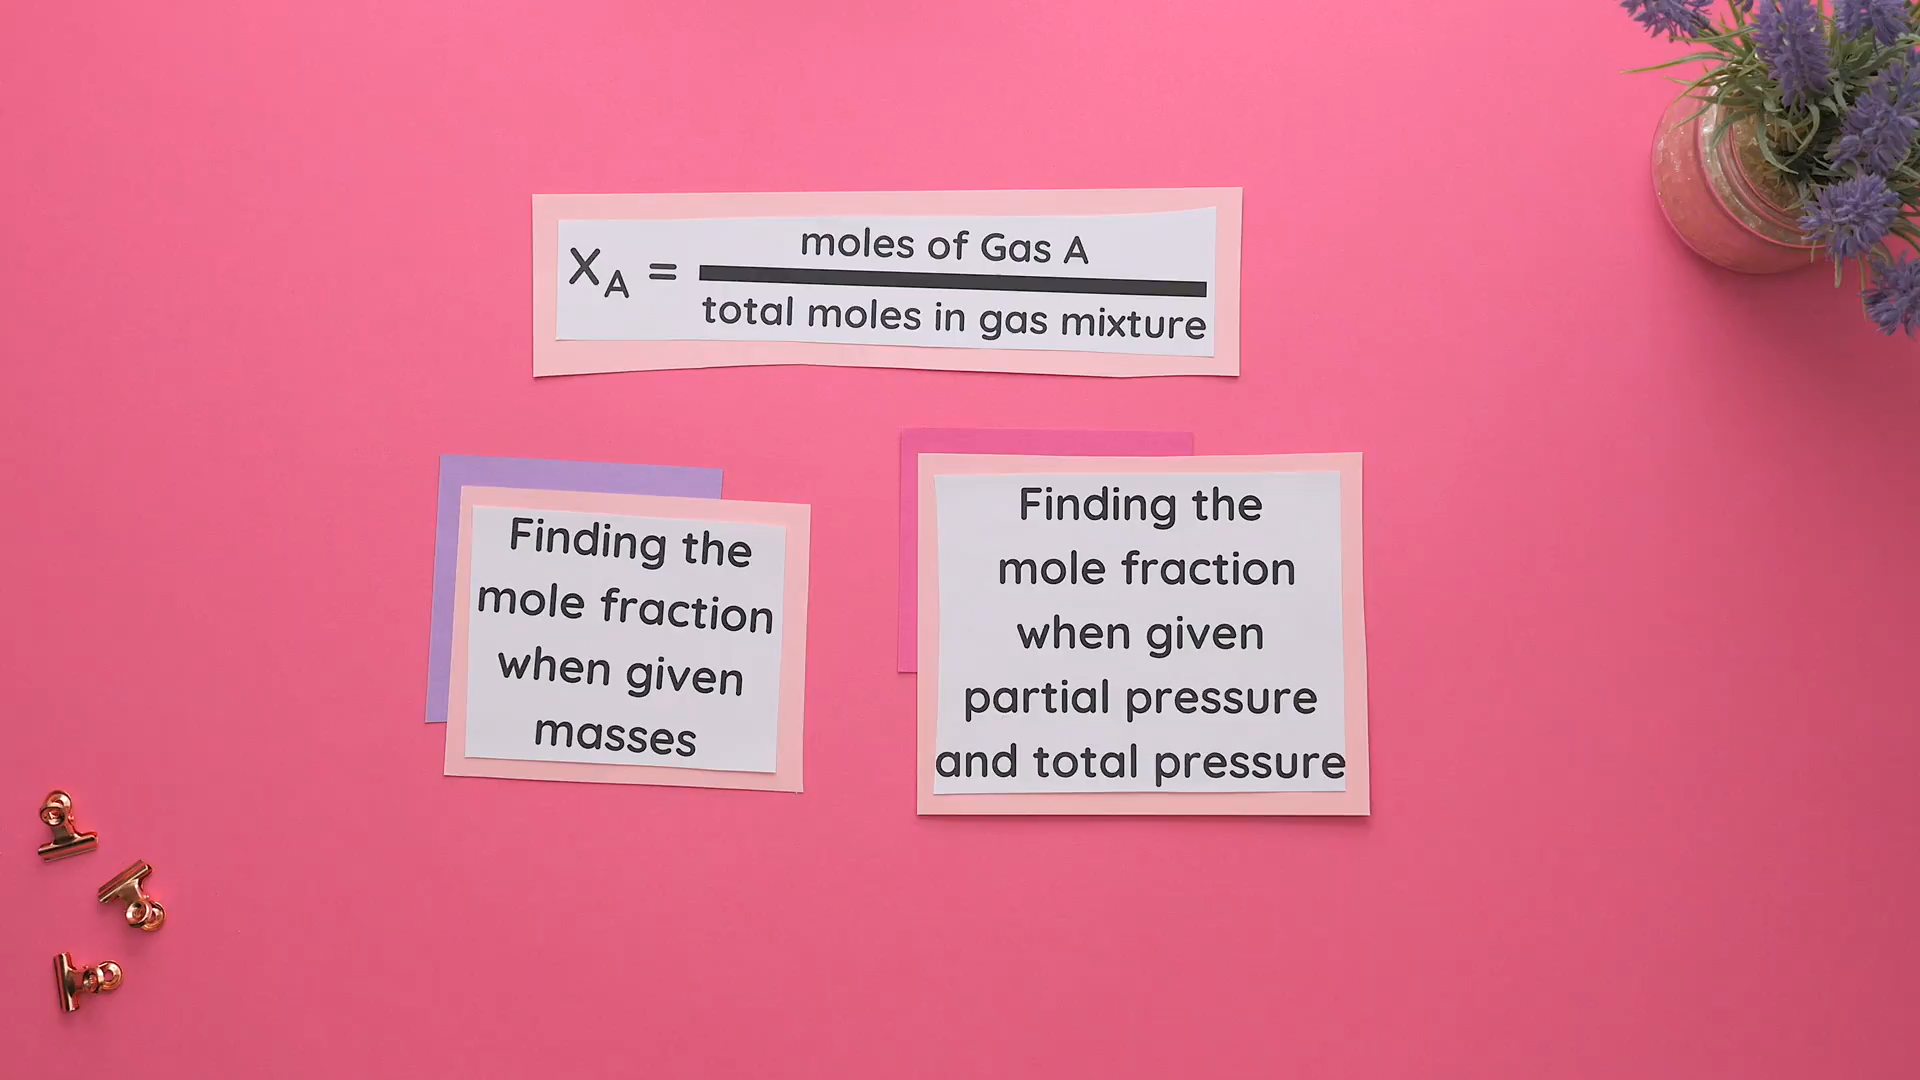 X_A = moles of Gas A
total moles in gas mixture
Finding the
mole fraction
when given
masses
Finding the
mole fraction
when given
partial pressure
and total pressure